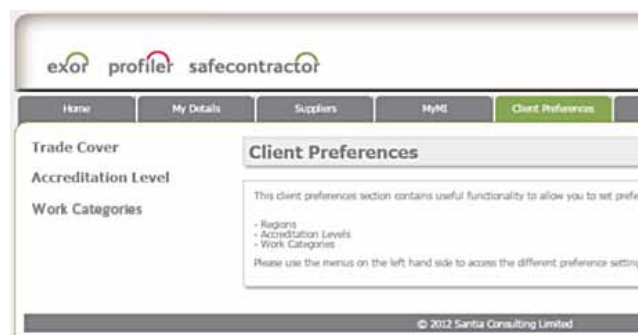 exor profiler safecontractor
Home My Details Suppliers MyMI Client Preferences
Trade Cover
Accreditation Level
Work Categories
Client Preferences
This client preferences section contains useful functionality to allow you to set prefe
- Regions
- Accreditation Levels
- Work Categories
Please use the menus on the left hand side to access the different preference setting
© 2012 Santia Consulting Limited